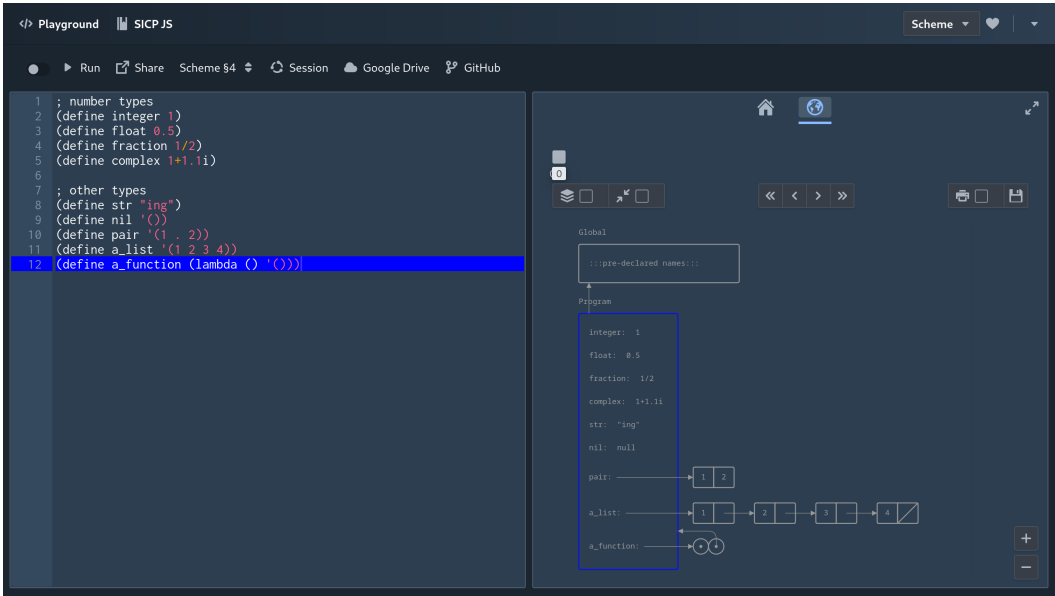 </> Playground SICP JS Scheme
Run Share Scheme §4 Session Google Drive GitHub
1 ; number types
2 (define integer 1)
3 (define float 0.5)
4 (define fraction 1/2)
5 (define complex 1+1.1i)
6
7 ; other types
8 (define str "ing")
9 (define nil '())
10 (define pair '(1 . 2))
11 (define a_list '(1 2 3 4))
12 (define a_function (lambda () '()))
0
Global
:::pre-declared names:::
Program
integer: 1
float: 0.5
fraction: 1/2
complex: 1+1.1i
str: "ing"
nil: null
pair: 1 2
a_list: 1 2 3 4
a_function: